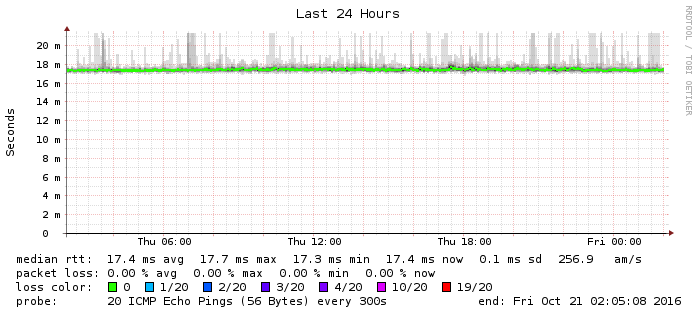 Last 24 Hours
RRDTOOL / TOBI OETIKER
Seconds
20 m
18 m
16 m
14 m
12 m
10 m
8 m
6 m
4 m
2 m
0
Thu 06:00 Thu 12:00 Thu 18:00 Fri 00:00
median rtt: 17.4 ms avg 17.7 ms max 17.3 ms min 17.4 ms now 0.1 ms sd 256.9 am/s
packet loss: 0.00 % avg 0.00 % max 0.00 % min 0.00 % now
loss color: 0 1/20 2/20 3/20 4/20 10/20 19/20
probe: 20 ICMP Echo Pings (56 Bytes) every 300s end: Fri Oct 21 02:05:08 2016